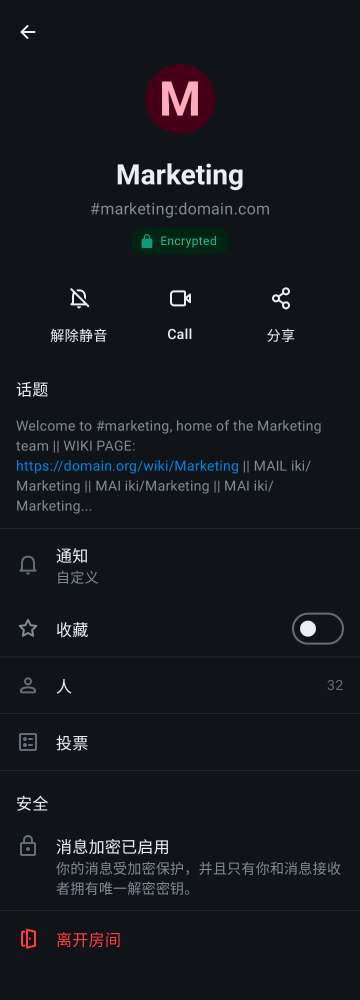 M
Marketing
#marketing:domain.com
Encrypted
解除静音
Call
分享
话题
Welcome to #marketing, home of the Marketing
team || WIKI PAGE:
https://domain.org/wiki/Marketing || MAIL iki/
Marketing || MAI iki/Marketing || MAI iki/
Marketing...
通知
自定义
收藏
人
32
投票
安全
消息加密已启用
你的消息受加密保护，并且只有你和消息接收
者拥有唯一解密密钥。
离开房间